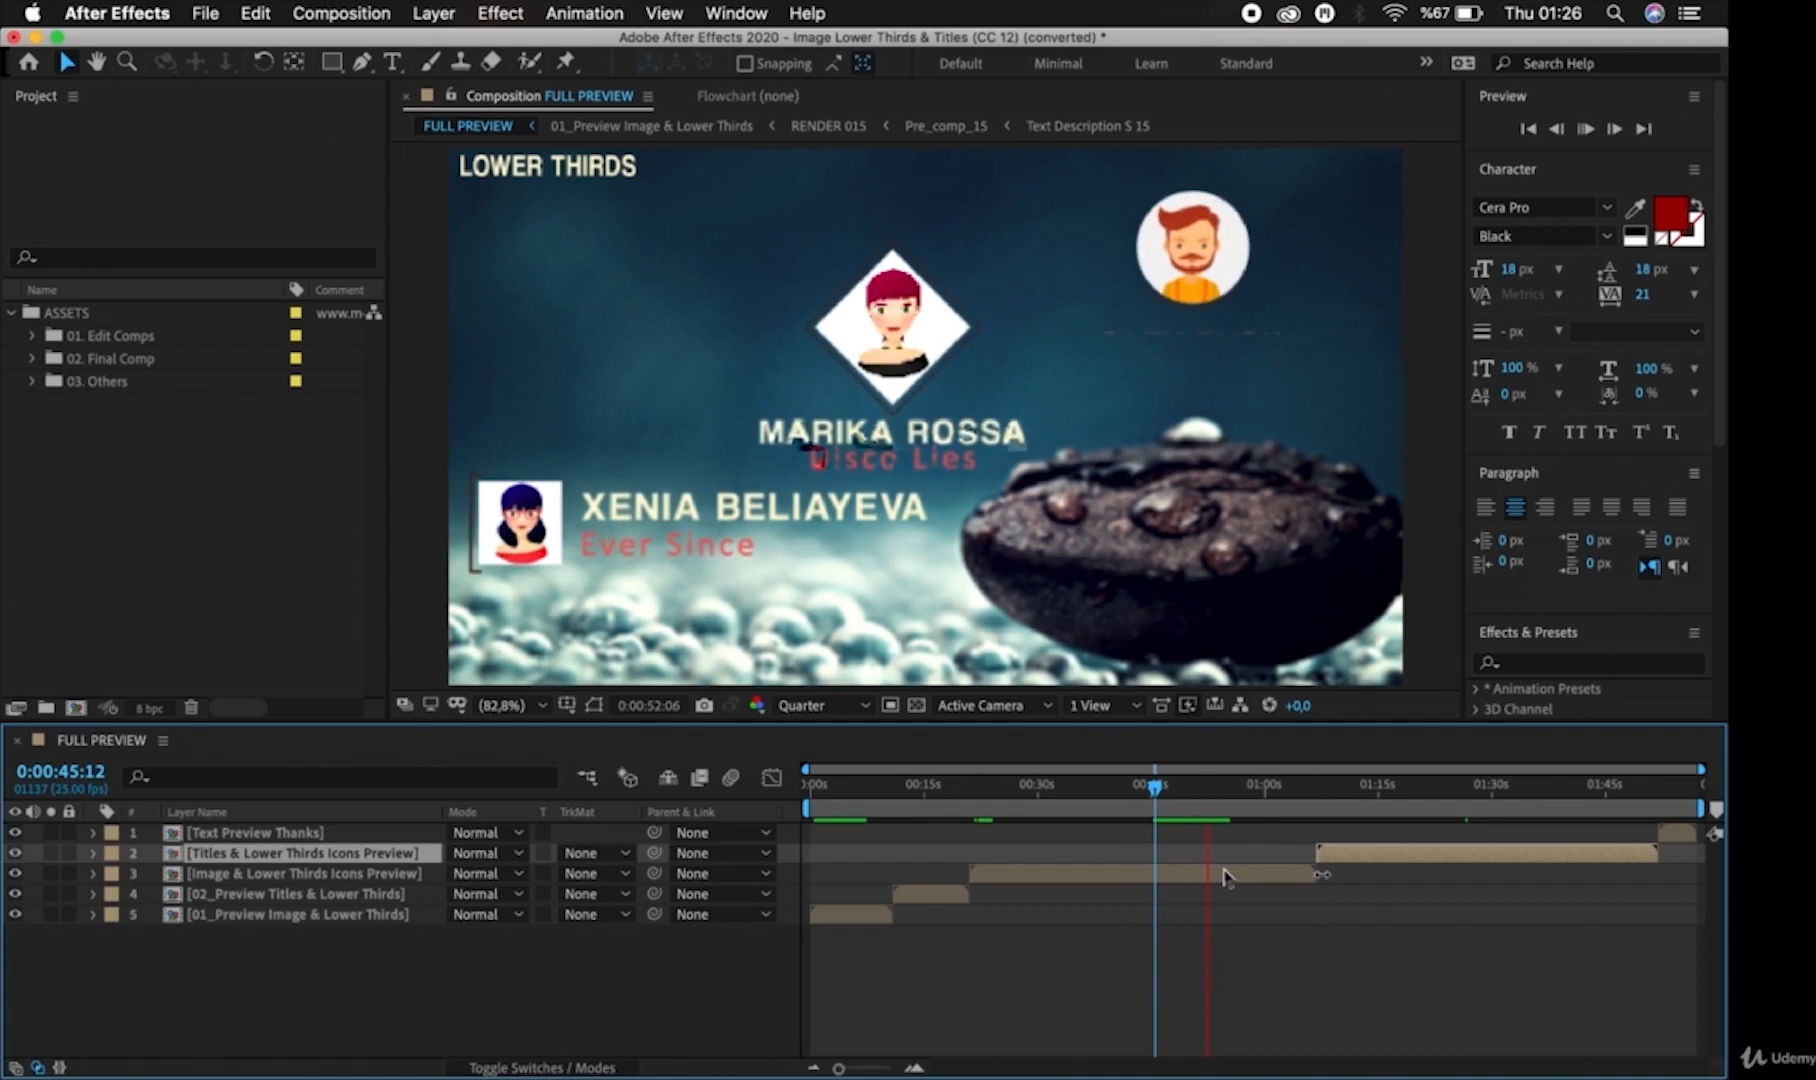 After Effects File Edit Composition Layer Effect Animation View Window Help %67 Thu 01:26
Adobe After Effects 2020 - Image Lower Thirds & Titles (CC 12) (converted) *
Snapping Default Minimal Learn Standard Search Help
Project
Composition FULL PREVIEW Flowchart (none)
FULL PREVIEW 01_Preview Image & Lower Thirds RENDER 015 Pre_comp_15 Text Description S 15
Name Comment
ASSETS www.m
01. Edit Comps
02. Final Comp
03. Others
8 bpc
LOWER THIRDS
MARIKA ROSSA
Disco Lies
XENIA BELIAYEVA
Ever Since
(82,8%) 0:00:52:06 Quarter Active Camera 1 View +0,0
Preview
Character
Cera Pro
Black
18 px 18 px
Metrics 21
- px
100 % 100 %
0 px 0 %
Paragraph
0 px 0 px 0 px
0 px 0 px
Effects & Presets
* Animation Presets
3D Channel
FULL PREVIEW
0:00:45:12
01137 (25.00 fps)
:00s 00:15s 00:30s 01:00s 01:15s 01:30s 01:45s
# Layer Name Mode T TrkMat Parent & Link
1 [Text Preview Thanks] Normal None
2 [Titles & Lower Thirds Icons Preview] Normal None None
3 [Image & Lower Thirds Icons Preview] Normal None None
4 [02_Preview Titles & Lower Thirds] Normal None None
5 [01_Preview Image & Lower Thirds] Normal None None
Toggle Switches / Modes
Udemy